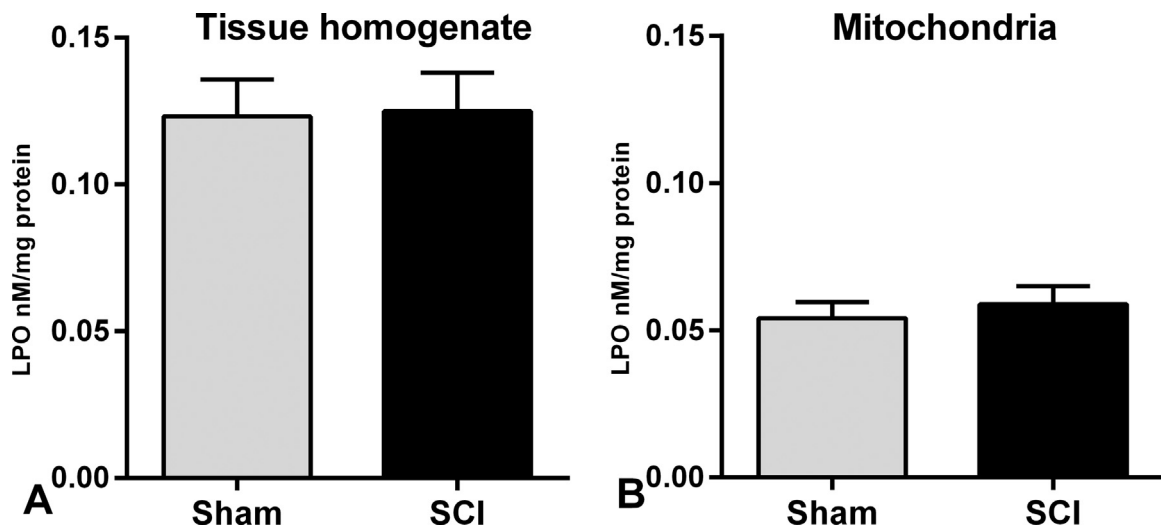 Tissue homogenate
LPO nM/mg protein
0.15
0.10
0.05
0.00
Sham SCI
A
Mitochondria
LPO nM/mg protein
0.15
0.10
0.05
0.00
Sham SCI
B